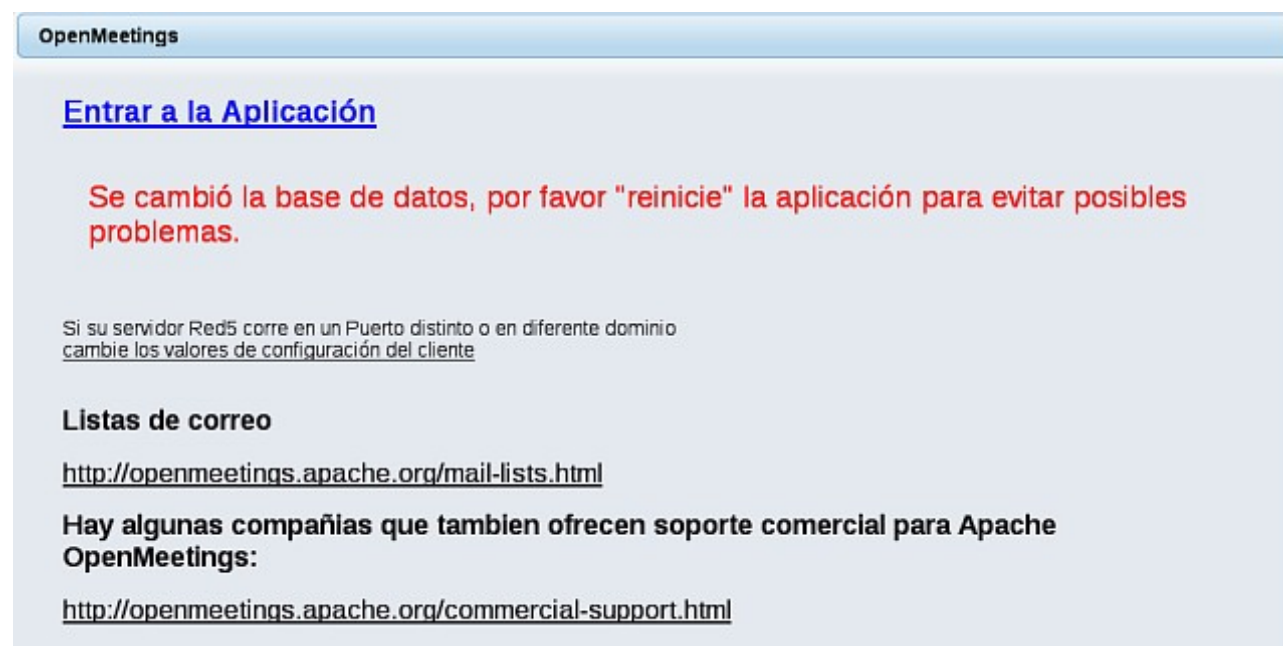 OpenMeetings
Entrar a la Aplicación
Se cambió la base de datos, por favor "reinicie" la aplicación para evitar posibles
problemas.
Si su servidor Red5 corre en un Puerto distinto o en diferente dominio
cambie los valores de configuración del cliente
Listas de correo
http://openmeetings.apache.org/mail-lists.html
Hay algunas compañias que tambien ofrecen soporte comercial para Apache
OpenMeetings:
http://openmeetings.apache.org/commercial-support.html